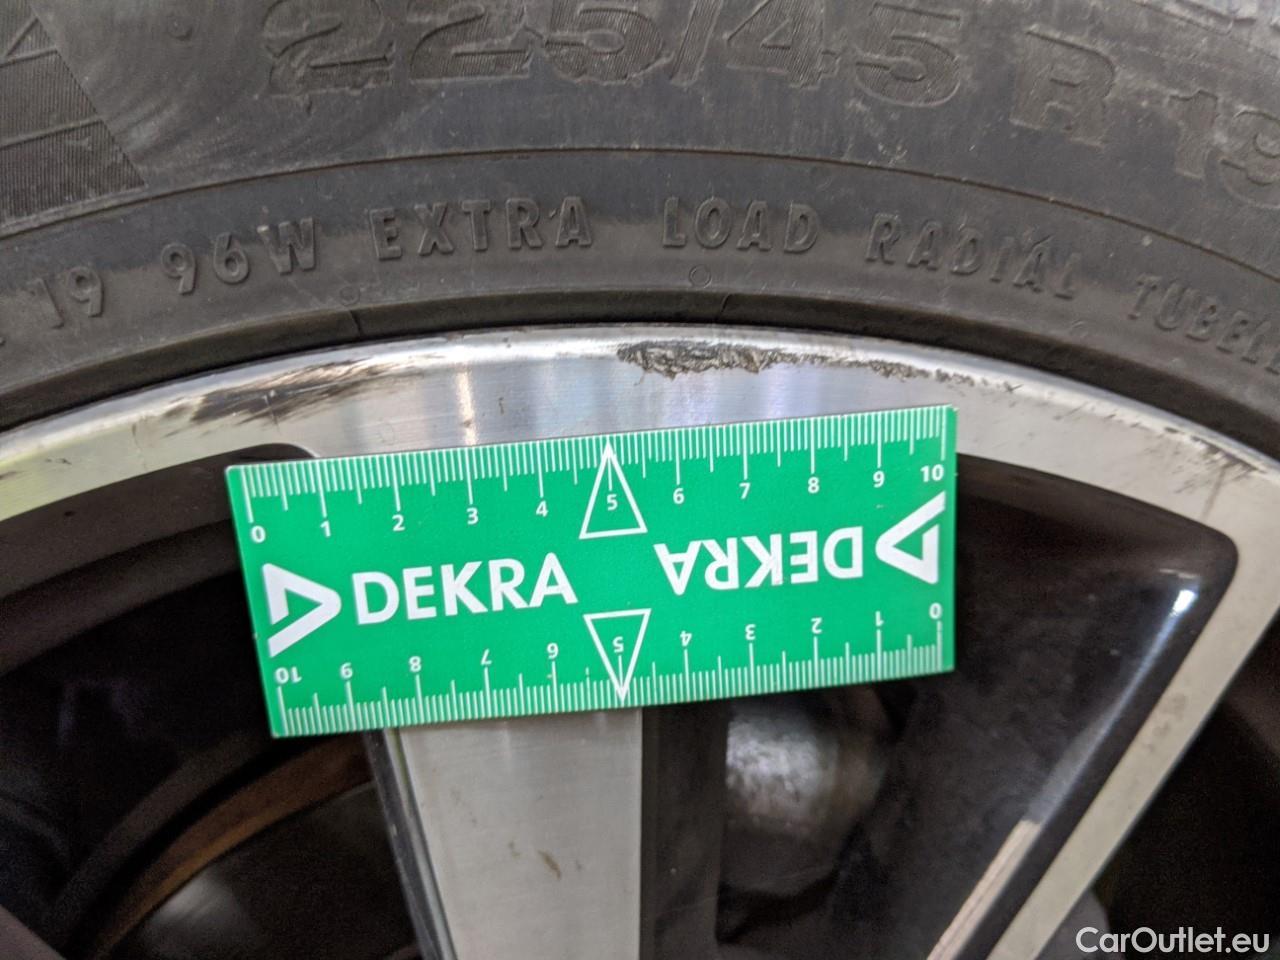 225/45 R 19
19 96W EXTRA LOAD RADIAL TUBELE
0 1 2 3 4 5 6 7 8 9 10
DEKRA DEKRA
10 9 8 7 6 5 4 3 2 1 0
CarOutlet.eu